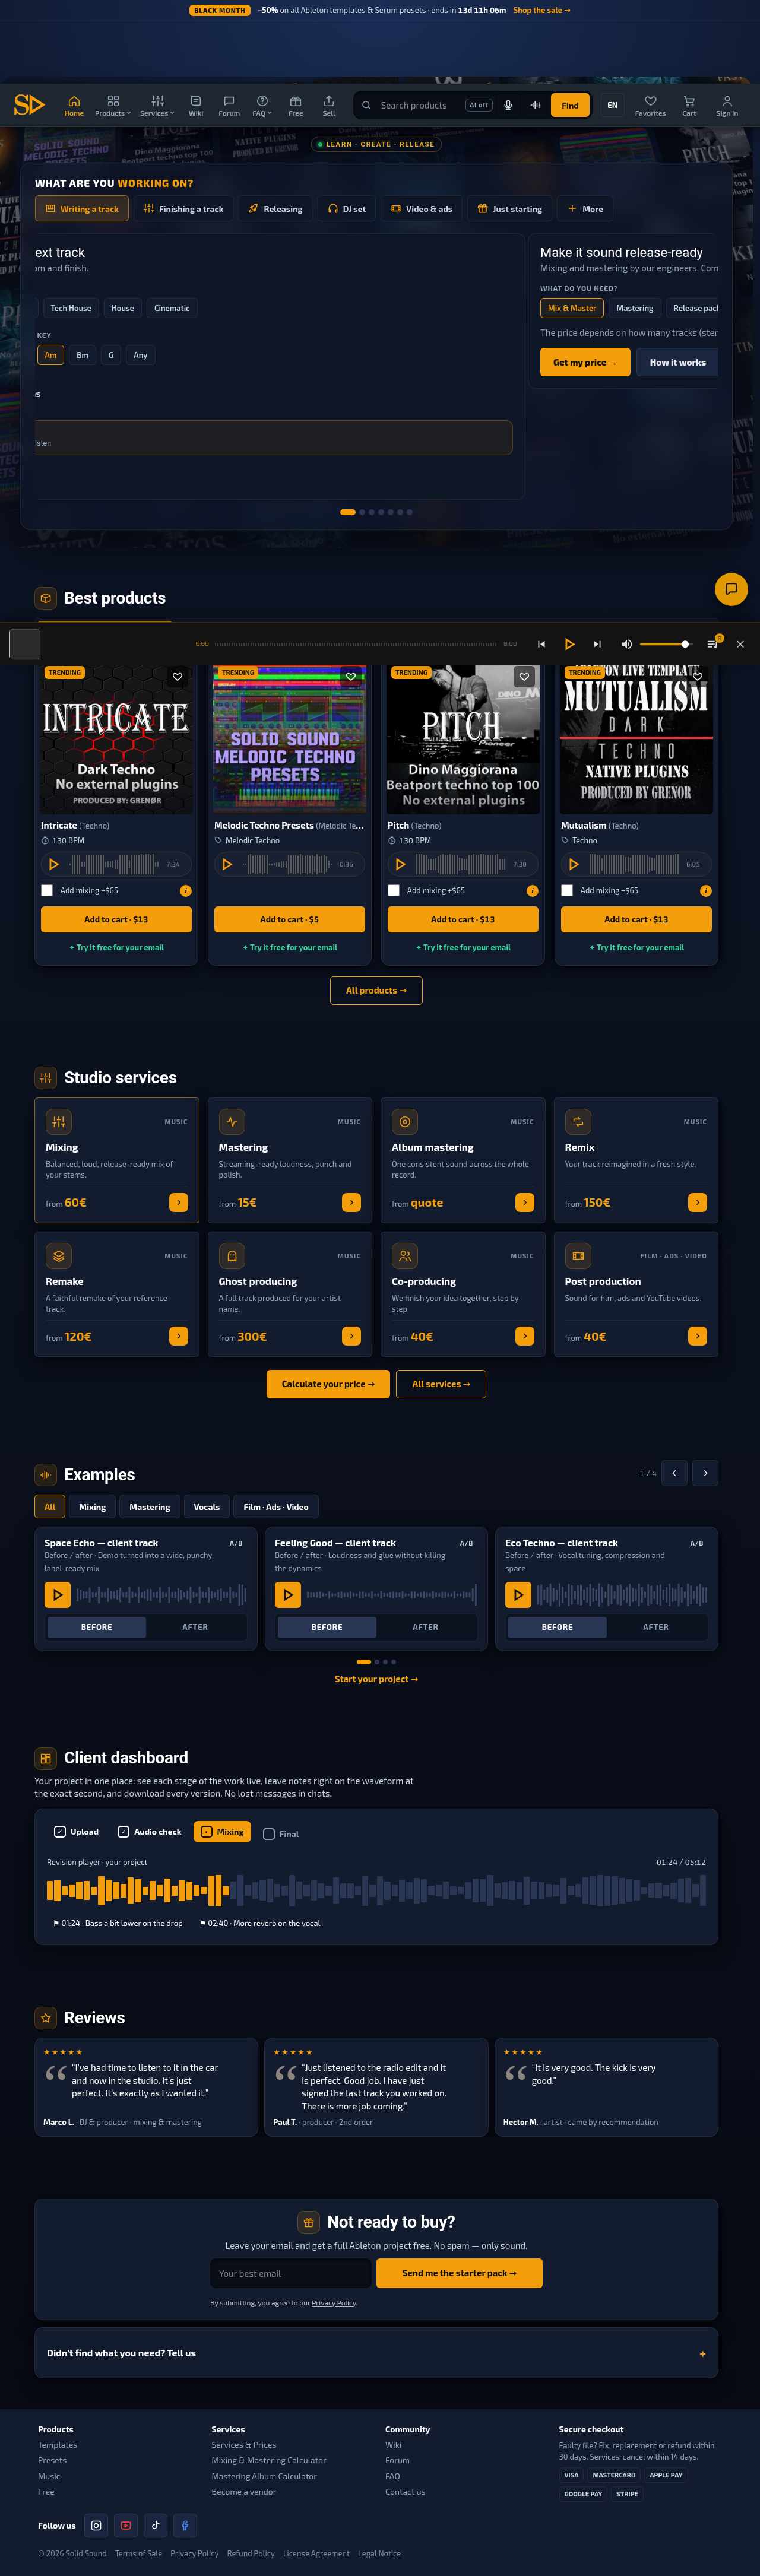 BLACK MONTH −50% on all Ableton templates & Serum presets · ends in 13d 11h 06m Shop the sale →
Home
Products
Services
Wiki
Forum
FAQ
Free
Sell
Search products
AI off
Find
EN
Favorites
Cart
Sign in
LEARN · CREATE · RELEASE
WHAT ARE YOU WORKING ON?
Writing a track
Finishing a track
Releasing
DJ set
Video & ads
Just starting
More
ext track
om and finish.
Tech House
House
Cinematic
KEY
Am
Bm
G
Any
listen
Make it sound release-ready
Mixing and mastering by our engineers. Com
WHAT DO YOU NEED?
Mix & Master
Mastering
Release pack
The price depends on how many tracks (ster
Get my price →
How it works
Best products
0:00
0:00
0
TRENDING
INTRICATE
Dark Techno
No external plugins
PRODUCED BY: GRENØR
Intricate (Techno)
130 BPM
7:34
Add mixing +$65
Add to cart · $13
+ Try it free for your email
TRENDING
SOLID SOUND
MELODIC TECHNO
PRESETS
Melodic Techno Presets (Melodic Te...
Melodic Techno
0:36
Add mixing +$65
Add to cart · $5
+ Try it free for your email
TRENDING
PITCH
Dino Maggiorana
Beatport techno top 100
No external plugins
Pitch (Techno)
130 BPM
7:30
Add mixing +$65
Add to cart · $13
+ Try it free for your email
TRENDING
MUTUALISM
DARK
TECHNO
NATIVE PLUGINS
PRODUCED BY GRENOR
Mutualism (Techno)
Techno
6:05
Add mixing +$65
Add to cart · $13
+ Try it free for your email
All products →
Studio services
MUSIC
Mixing
Balanced, loud, release-ready mix of
your stems.
from 60€
MUSIC
Mastering
Streaming-ready loudness, punch and
polish.
from 15€
MUSIC
Album mastering
One consistent sound across the whole
record.
from quote
MUSIC
Remix
Your track reimagined in a fresh style.
from 150€
MUSIC
Remake
A faithful remake of your reference
track.
from 120€
MUSIC
Ghost producing
A full track produced for your artist
name.
from 300€
MUSIC
Co-producing
We finish your idea together, step by
step.
from 40€
FILM · ADS · VIDEO
Post production
Sound for film, ads and YouTube videos.
from 40€
Calculate your price →
All services →
Examples
1 / 4
All
Mixing
Mastering
Vocals
Film · Ads · Video
Space Echo — client track
A/B
Before / after · Demo turned into a wide, punchy,
label-ready mix
BEFORE
AFTER
Feeling Good — client track
A/B
Before / after · Loudness and glue without killing
the dynamics
BEFORE
AFTER
Eco Techno — client track
A/B
Before / after · Vocal tuning, compression and
space
BEFORE
AFTER
Start your project →
Client dashboard
Your project in one place: see each stage of the work live, leave notes right on the waveform at
the exact second, and download every version. No lost messages in chats.
Upload
Audio check
Mixing
Final
Revision player · your project
01:24 / 05:12
01:24 · Bass a bit lower on the drop
02:40 · More reverb on the vocal
Reviews
★★★★★
“I’ve had time to listen to it in the car
and now in the studio. It’s just
perfect. It’s exactly as I wanted it.”
Marco L. · DJ & producer · mixing & mastering
★★★★★
“Just listened to the radio edit and it
is perfect. Good job. I have just
signed the last track you worked on.
There is more job coming.”
Paul T. · producer · 2nd order
★★★★★
“It is very good. The kick is very
good.”
Hector M. · artist · came by recommendation
Not ready to buy?
Leave your email and get a full Ableton project free. No spam — only sound.
Your best email
Send me the starter pack →
By submitting, you agree to our Privacy Policy.
Didn’t find what you need? Tell us
+
Products
Templates
Presets
Music
Free
Services
Services & Prices
Mixing & Mastering Calculator
Mastering Album Calculator
Become a vendor
Community
Wiki
Forum
FAQ
Contact us
Secure checkout
Faulty file? Fix, replacement or refund within
30 days. Services: cancel within 14 days.
VISA
MASTERCARD
APPLE PAY
GOOGLE PAY
STRIPE
Follow us
© 2026 Solid Sound Terms of Sale Privacy Policy Refund Policy License Agreement Legal Notice